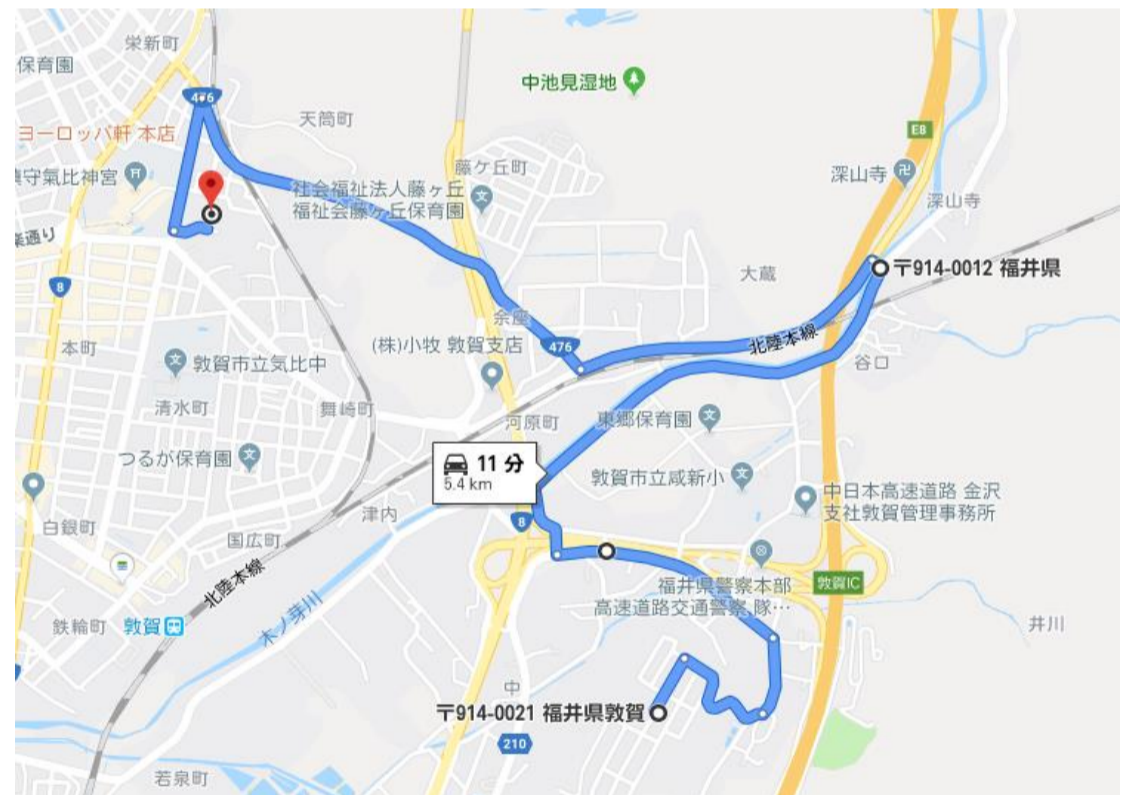 栄新町
保育園
中池見湿地
476
天筒町
E8
ヨーロッパ軒 本店
藤ケ丘町
深山寺
守氣比神宮
社会福祉法人藤ヶ丘
福祉会藤ヶ丘保育園
深山寺
楽通り
〒914-0012 福井県
大蔵
8
余座
北陸本線
本町
(株)小牧 敦賀支店
476
敦賀市立気比中
谷口
清水町
舞崎町
河原町
東郷保育園
つるが保育園
11 分
5.4 km
敦賀市立咸新小
中日本高速道路 金沢
支社敦賀管理事務所
津内
8
白銀町
国広町
福井県警察本部
高速道路交通警察 隊…
敦賀IC
北陸本線
木ノ芽川
鉄輪町
敦賀
井川
中
〒914-0021 福井県敦賀
210
若泉町